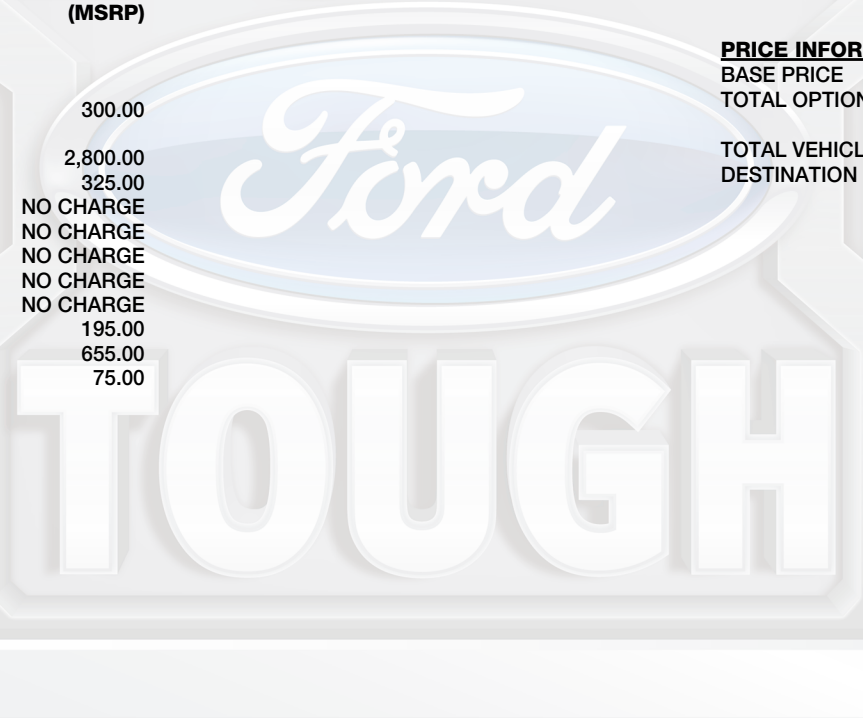 (MSRP)
300.00
2,800.00
325.00
NO CHARGE
NO CHARGE
NO CHARGE
NO CHARGE
NO CHARGE
195.00
655.00
75.00
PRICE INFOR
BASE PRICE
TOTAL OPTION
TOTAL VEHICL
DESTINATION
Ford
TOUGH